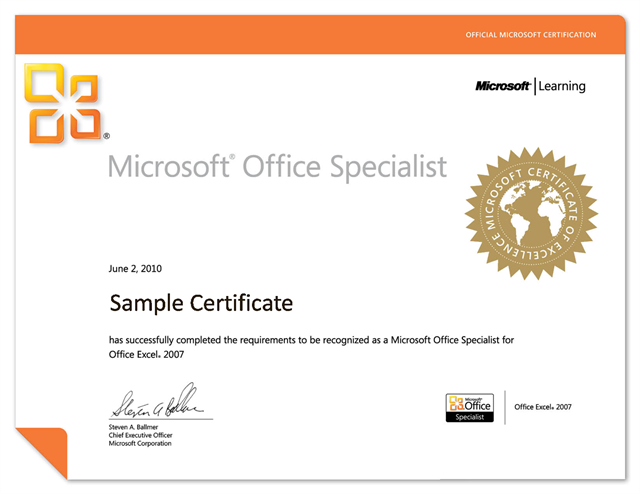 OFFICIAL MICROSOFT CERTIFICATION
Microsoft | Learning
®
Microsoft® Office Specialist
MICROSOFT CERTIFICATE OF EXCELLENCE
June 2, 2010
Sample Certificate
has successfully completed the requirements to be recognized as a Microsoft Office Specialist for
Office Excel® 2007
Steven A Ballmer
Steven A. Ballmer
Chief Executive Officer
Microsoft Corporation
Microsoft®
Office
Specialist
Office Excel® 2007